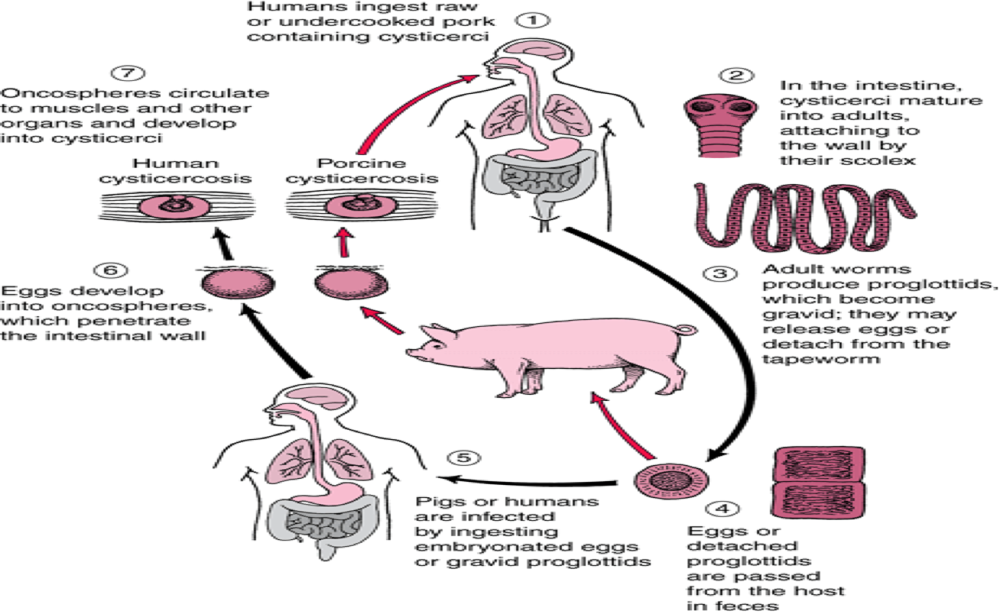 Humans ingest raw
or undercooked pork
containing cysticerci
1
2
In the intestine,
cysticerci mature
into adults,
attaching to
the wall by
their scolex
3
Adult worms
produce proglottids,
which become
gravid; they may
release eggs or
detach from the
tapeworm
4
Eggs or
detached
proglottids
are passed
from the host
in feces
5
Pigs or humans
are infected
by ingesting
embryonated eggs
or gravid proglottids
6
Eggs develop
into oncospheres,
which penetrate
the intestinal wall
7
Oncospheres circulate
to muscles and other
organs and develop
into cysticerci
Human
cysticercosis
Porcine
cysticercosis